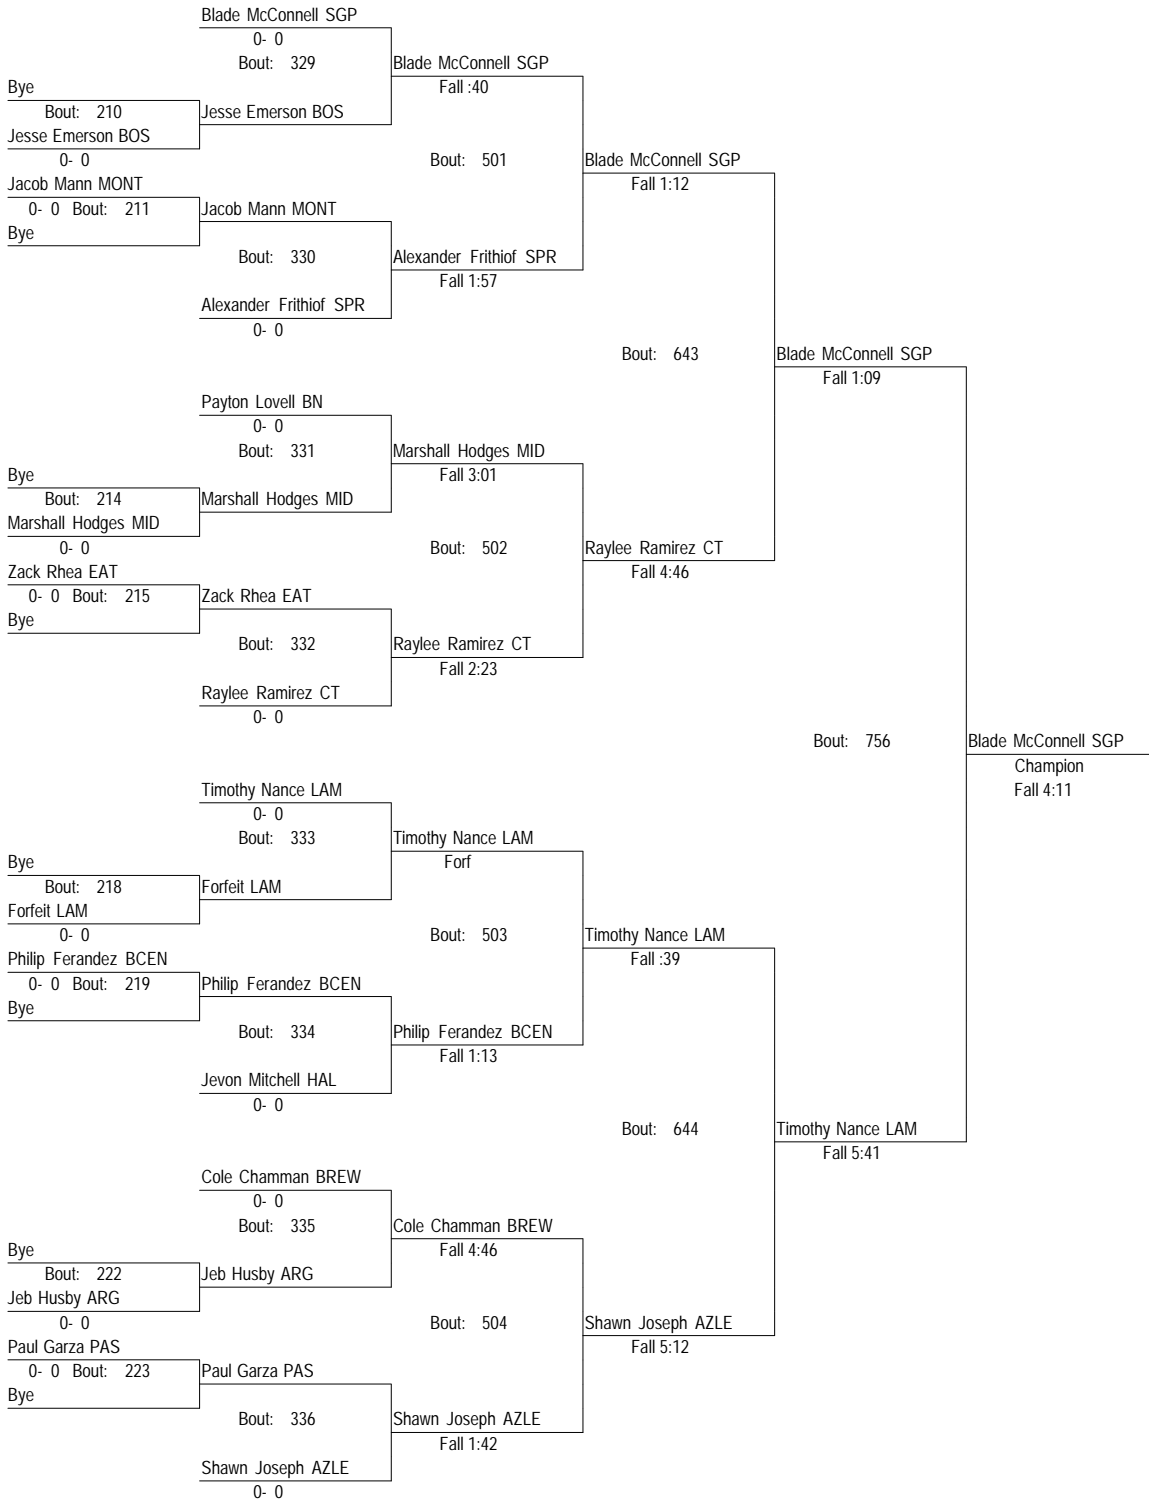 Blade McConnell SGP
0- 0
Bout: 329
Blade McConnell SGP
Fall :40
Bye
Bout: 210
Jesse Emerson BOS
Jesse Emerson BOS
0- 0
Bout: 501
Blade McConnell SGP
Fall 1:12
Jacob Mann MONT
0- 0 Bout: 211
Jacob Mann MONT
Bye
Bout: 330
Alexander Frithiof SPR
Fall 1:57
Alexander Frithiof SPR
0- 0
Bout: 643
Blade McConnell SGP
Fall 1:09
Payton Lovell BN
0- 0
Bout: 331
Marshall Hodges MID
Fall 3:01
Bye
Bout: 214
Marshall Hodges MID
Marshall Hodges MID
0- 0
Bout: 502
Raylee Ramirez CT
Fall 4:46
Zack Rhea EAT
0- 0 Bout: 215
Zack Rhea EAT
Bye
Bout: 332
Raylee Ramirez CT
Fall 2:23
Raylee Ramirez CT
0- 0
Bout: 756
Blade McConnell SGP
Champion
Fall 4:11
Timothy Nance LAM
0- 0
Bout: 333
Timothy Nance LAM
Forf
Bye
Bout: 218
Forfeit LAM
Forfeit LAM
0- 0
Bout: 503
Timothy Nance LAM
Fall :39
Philip Ferandez BCEN
0- 0 Bout: 219
Philip Ferandez BCEN
Bye
Bout: 334
Philip Ferandez BCEN
Fall 1:13
Jevon Mitchell HAL
0- 0
Bout: 644
Timothy Nance LAM
Fall 5:41
Cole Chamman BREW
0- 0
Bout: 335
Cole Chamman BREW
Fall 4:46
Bye
Bout: 222
Jeb Husby ARG
Jeb Husby ARG
0- 0
Bout: 504
Shawn Joseph AZLE
Fall 5:12
Paul Garza PAS
0- 0 Bout: 223
Paul Garza PAS
Bye
Bout: 336
Shawn Joseph AZLE
Fall 1:42
Shawn Joseph AZLE
0- 0